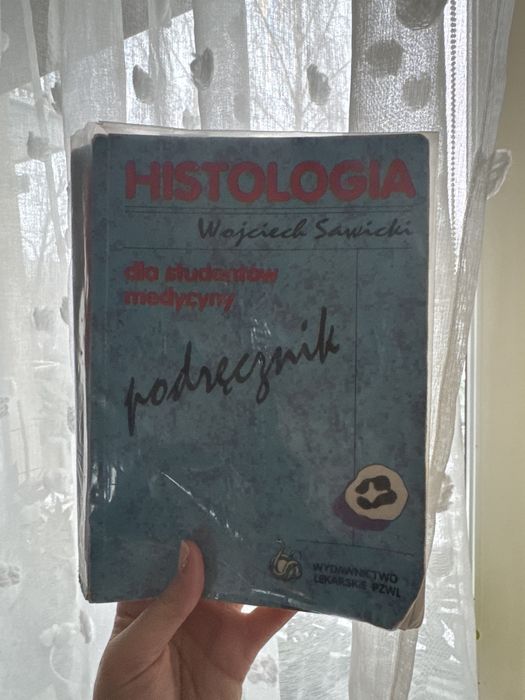 HISTOLOGIA
Wojciech Sawicki
dla studentów
medycyny
podręcznik
WYDAWNICTWO
LEKARSKIE PZWL